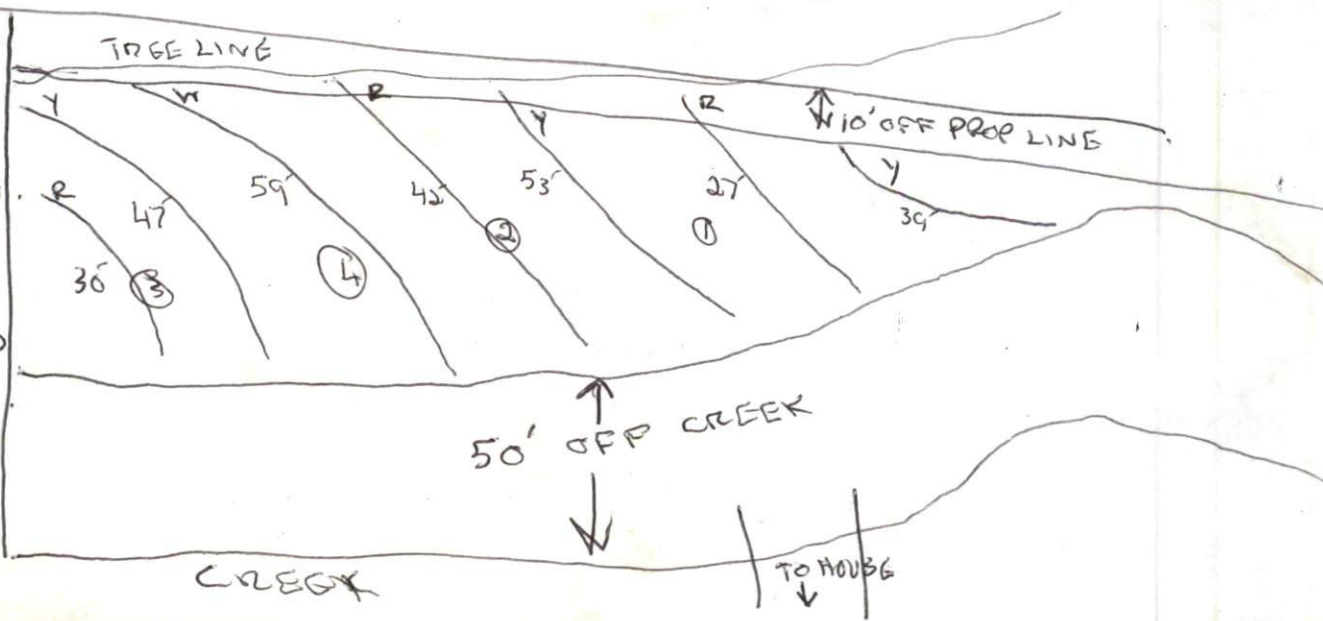 TREE LINE
Y W R Y R
10' OFF PROP LINE
Y
R 47' 59' 42' 53' 27' 39'
36' 3 4 2 1
50' OFF CREEK
CREEK
TO HOUSE